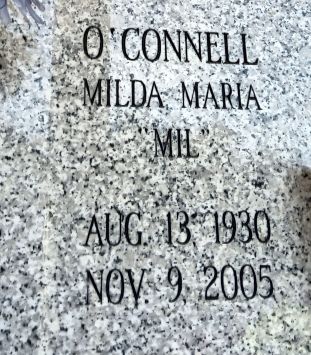 O'CONNELL
MILDA MARIA
"MIL"
AUG. 13, 1930
NOV. 9, 2005